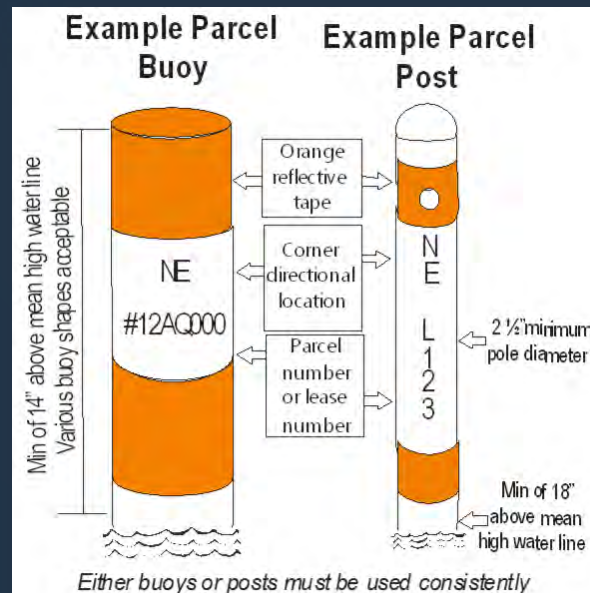 Example Parcel
Buoy
Example Parcel
Post
Min of 14" above mean high water line
Various buoy shapes acceptable
Orange
reflective
tape
Corner
directional
location
Parcel
number
or lease
number
NE
#12AQ000
N
E
L
1
2
3
2 ½"minimum
pole diameter
Min of 18"
above mean
high water line
Either buoys or posts must be used consistently